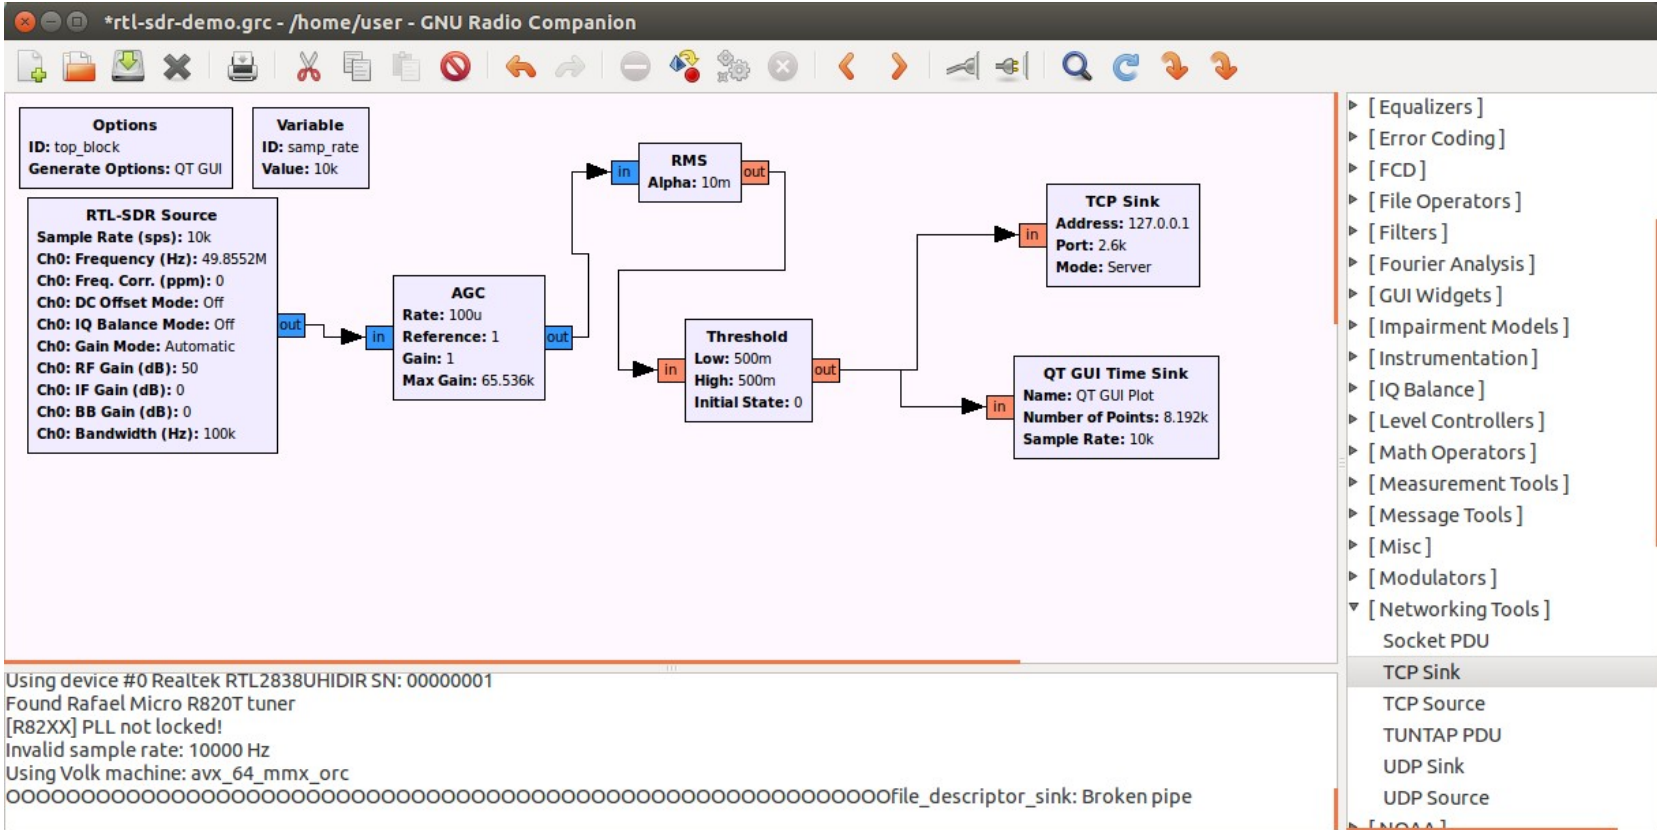 *rtl-sdr-demo.grc - /home/user - GNU Radio Companion
Options
ID: top_block
Generate Options: QT GUI
Variable
ID: samp_rate
Value: 10k
RTL-SDR Source
Sample Rate (sps): 10k
Ch0: Frequency (Hz): 49.8552M
Ch0: Freq. Corr. (ppm): 0
Ch0: DC Offset Mode: Off
Ch0: IQ Balance Mode: Off
Ch0: Gain Mode: Automatic
Ch0: RF Gain (dB): 50
Ch0: IF Gain (dB): 0
Ch0: BB Gain (dB): 0
Ch0: Bandwidth (Hz): 100k
out
in
AGC
Rate: 100u
Reference: 1
Gain: 1
Max Gain: 65.536k
out
in
RMS
Alpha: 10m
out
in
Threshold
Low: 500m
High: 500m
Initial State: 0
out
in
TCP Sink
Address: 127.0.0.1
Port: 2.6k
Mode: Server
in
QT GUI Time Sink
Name: QT GUI Plot
Number of Points: 8.192k
Sample Rate: 10k
[ Equalizers ]
[ Error Coding ]
[ FCD ]
[ File Operators ]
[ Filters ]
[ Fourier Analysis ]
[ GUI Widgets ]
[ Impairment Models ]
[ Instrumentation ]
[ IQ Balance ]
[ Level Controllers ]
[ Math Operators ]
[ Measurement Tools ]
[ Message Tools ]
[ Misc ]
[ Modulators ]
[ Networking Tools ]
Socket PDU
TCP Sink
TCP Source
TUNTAP PDU
UDP Sink
UDP Source
[ NOAA ]
Using device #0 Realtek RTL2838UHIDIR SN: 00000001
Found Rafael Micro R820T tuner
[R82XX] PLL not locked!
Invalid sample rate: 10000 Hz
Using Volk machine: avx_64_mmx_orc
OOOOOOOOOOOOOOOOOOOOOOOOOOOOOOOOOOOOOOOOOOOOOOOOOOOOOOOOOOOfile_descriptor_sink: Broken pipe